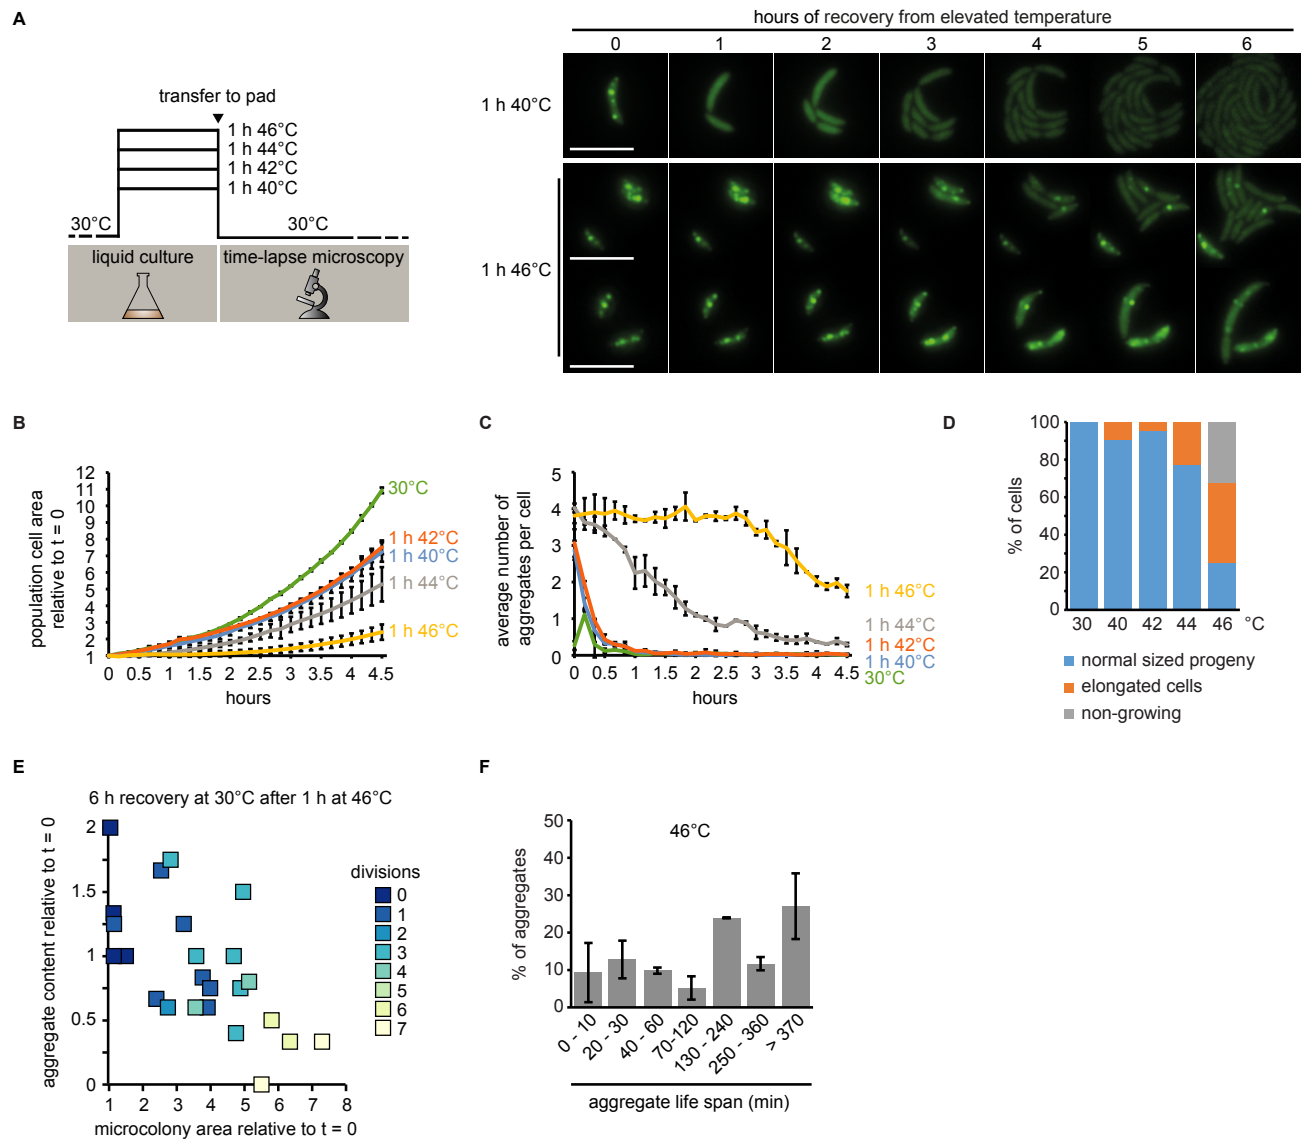 A
transfer to pad
1 h 46°C
1 h 44°C
1 h 42°C
1 h 40°C
30°C
30°C
liquid culture
time-lapse microscopy
hours of recovery from elevated temperature
0 1 2 3 4 5 6
1 h 40°C
1 h 46°C
B
population cell area
relative to t = 0
12
11
10
9
8
7
6
5
4
3
2
1
30°C
1 h 42°C
1 h 40°C
1 h 44°C
1 h 46°C
0 0.5 1 1.5 2 2.5 3 3.5 4 4.5
hours
C
average number of
aggregates per cell
5
4
3
2
1
0
1 h 46°C
1 h 44°C
1 h 42°C
1 h 40°C
30°C
0 0.5 1 1.5 2 2.5 3 3.5 4 4.5
hours
D
% of cells
100
80
60
40
20
0
30 40 42 44 46 °C
normal sized progeny
elongated cells
non-growing
E
6 h recovery at 30°C after 1 h at 46°C
aggregate content relative to t = 0
2
1.5
1
0.5
0
1 2 3 4 5 6 7 8
microcolony area relative to t = 0
divisions
0
1
2
3
4
5
6
7
F
46°C
% of aggregates
50
40
30
20
10
0
0 - 10
20 - 30
40 - 60
70-120
130 - 240
250 - 360
> 370
aggregate life span (min)